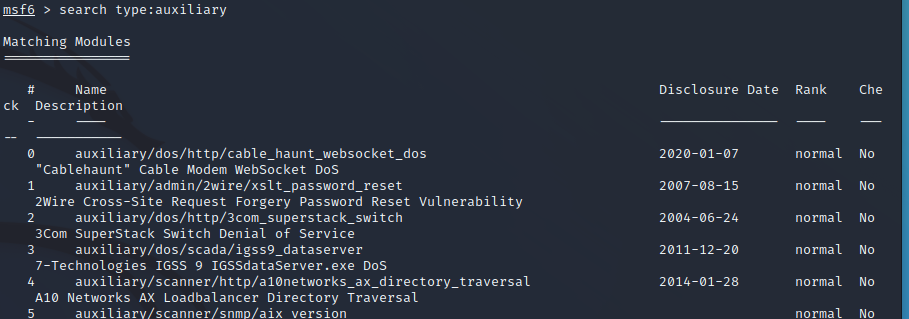 msf6 > search type:auxiliary
Matching Modules
================
# Name Disclosure Date Rank Che
ck Description
- ---- --------------- ---- ---
-- -----------
0 auxiliary/dos/http/cable_haunt_websocket_dos 2020-01-07 normal No
"Cablehaunt" Cable Modem WebSocket DoS
1 auxiliary/admin/2wire/xslt_password_reset 2007-08-15 normal No
2Wire Cross-Site Request Forgery Password Reset Vulnerability
2 auxiliary/dos/http/3com_superstack_switch 2004-06-24 normal No
3Com SuperStack Switch Denial of Service
3 auxiliary/dos/scada/igss9_dataserver 2011-12-20 normal No
7-Technologies IGSS 9 IGSSdataServer.exe DoS
4 auxiliary/scanner/http/a10networks_ax_directory_traversal 2014-01-28 normal No
A10 Networks AX Loadbalancer Directory Traversal
5 auxiliary/scanner/snmp/aix_version normal No